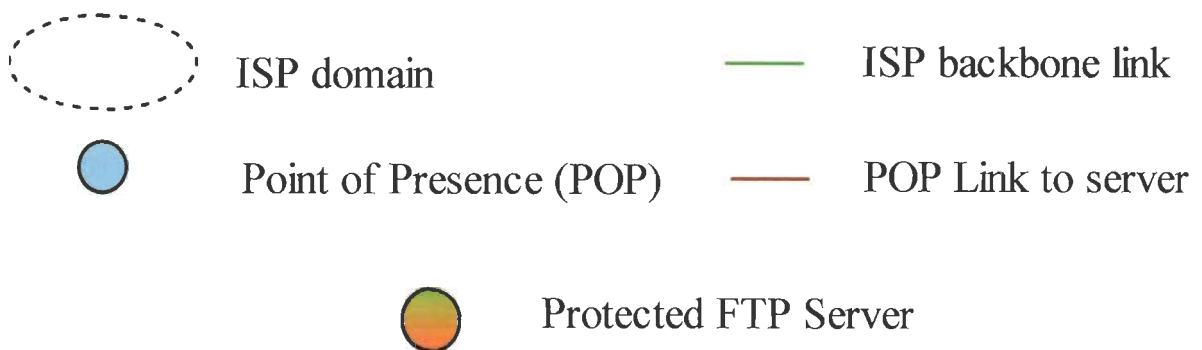 ISP domain
ISP backbone link
Point of Presence (POP)
POP Link to server
Protected FTP Server